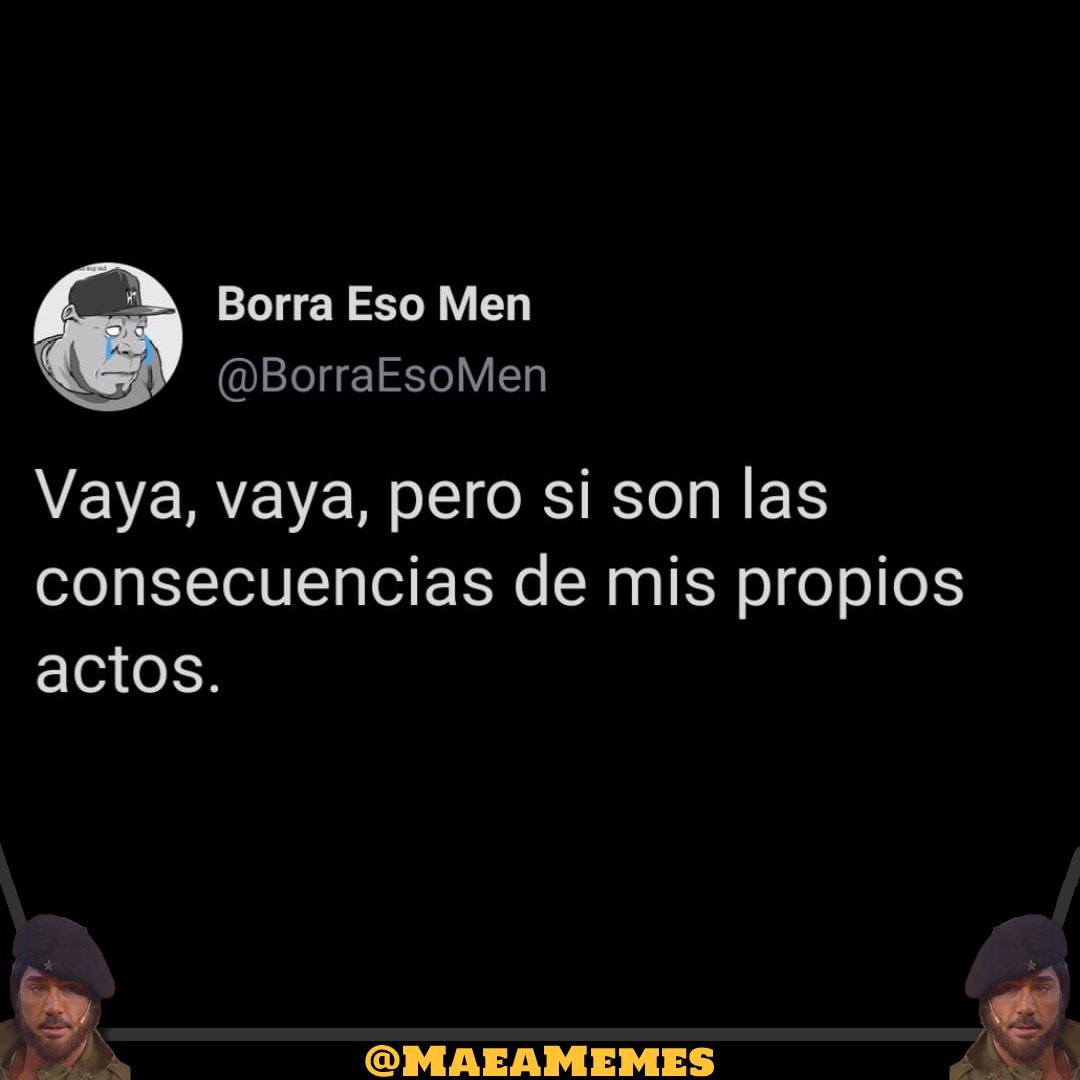 Borra Eso Men
@BorraEsoMen
Vaya, vaya, pero si son las
consecuencias de mis propios
actos.
@MaeaMemes